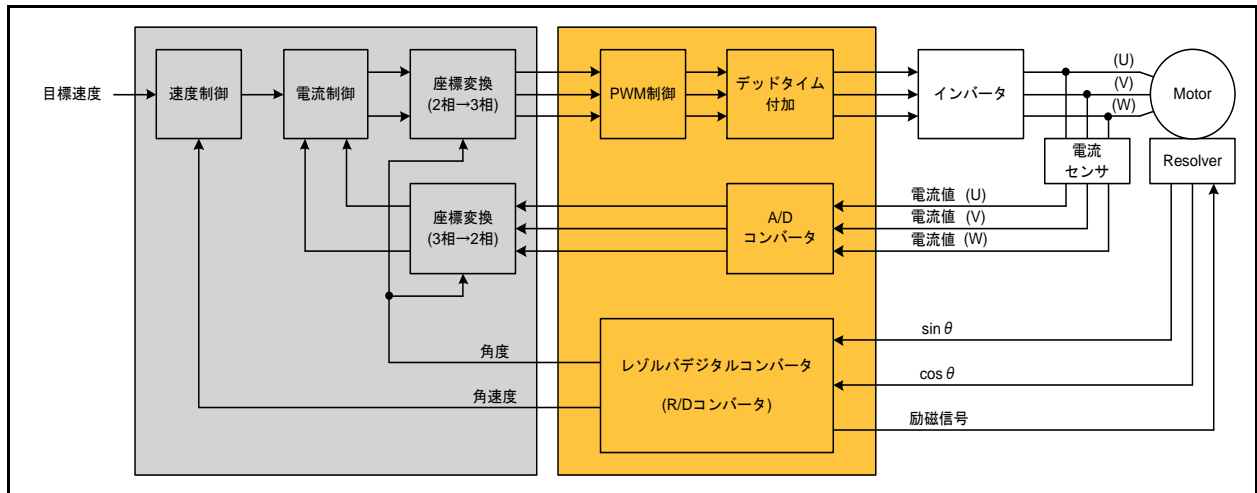 目標速度
速度制御
電流制御
座標変換
(2相→3相)
PWM制御
デッドタイム
付加
インバータ
(U)
(V)
(W)
Motor
電流
センサ
Resolver
座標変換
(3相→2相)
A/D
コンバータ
電流値 (U)
電流値 (V)
電流値 (W)
角度
角速度
レゾルバデジタルコンバータ
(R/Dコンバータ)
sinθ
cosθ
励磁信号